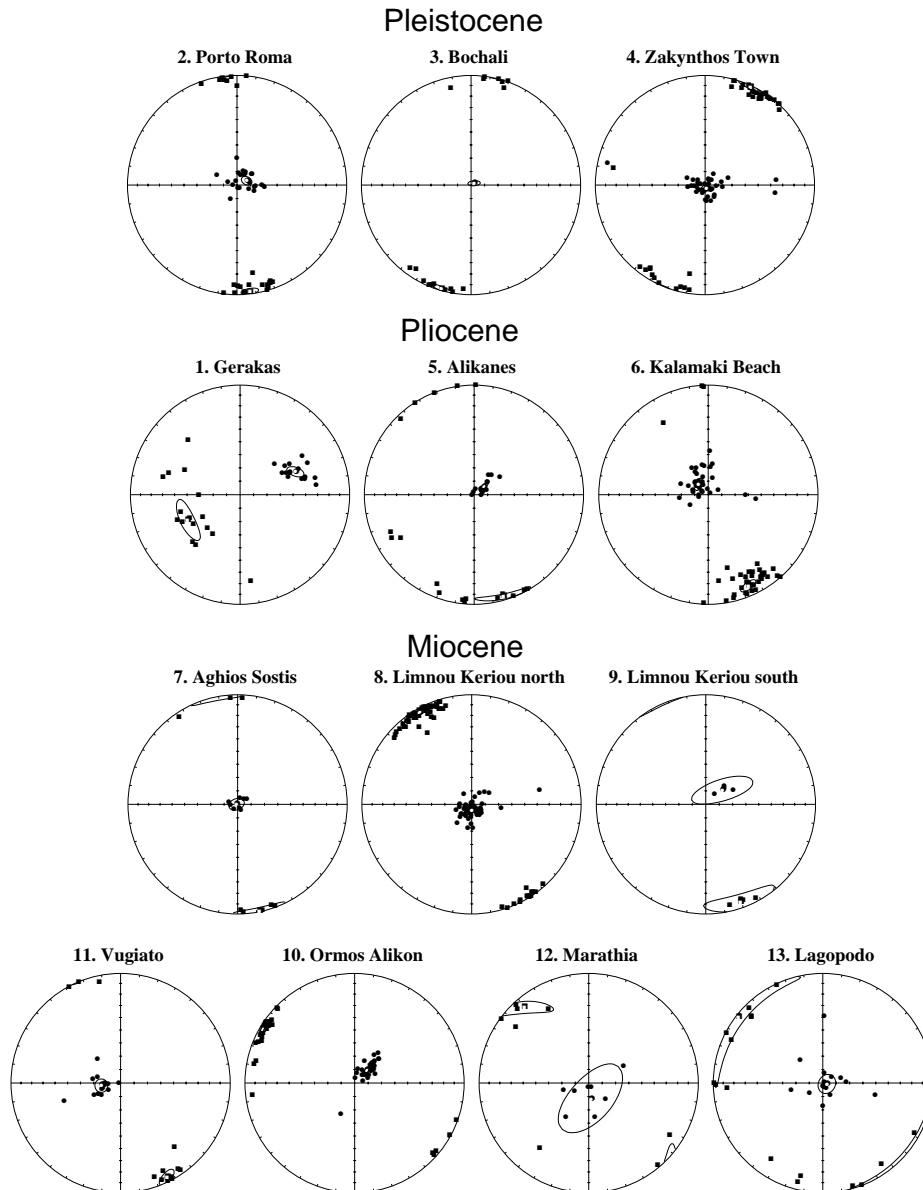 Pleistocene
2. Porto Roma
3. Bochali
4. Zakynthos Town
Pliocene
1. Gerakas
5. Alikanes
6. Kalamaki Beach
Miocene
7. Aghios Sostis
8. Limnou Keriou north
9. Limnou Keriou south
11. Vugiato
10. Ormos Alikon
12. Marathia
13. Lagopodo